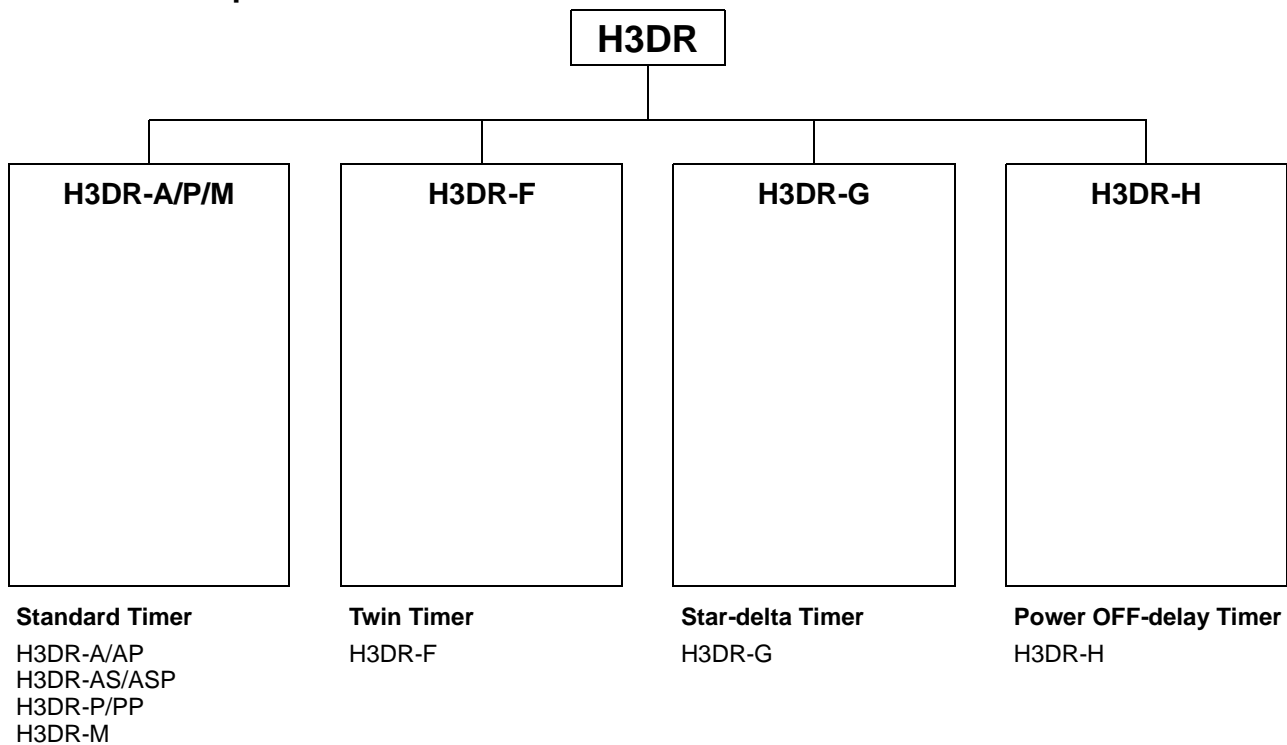 H3DR
H3DR-A/P/M
H3DR-F
H3DR-G
H3DR-H
Standard Timer
H3DR-A/AP
H3DR-AS/ASP
H3DR-P/PP
H3DR-M
Twin Timer
H3DR-F
Star-delta Timer
H3DR-G
Power OFF-delay Timer
H3DR-H